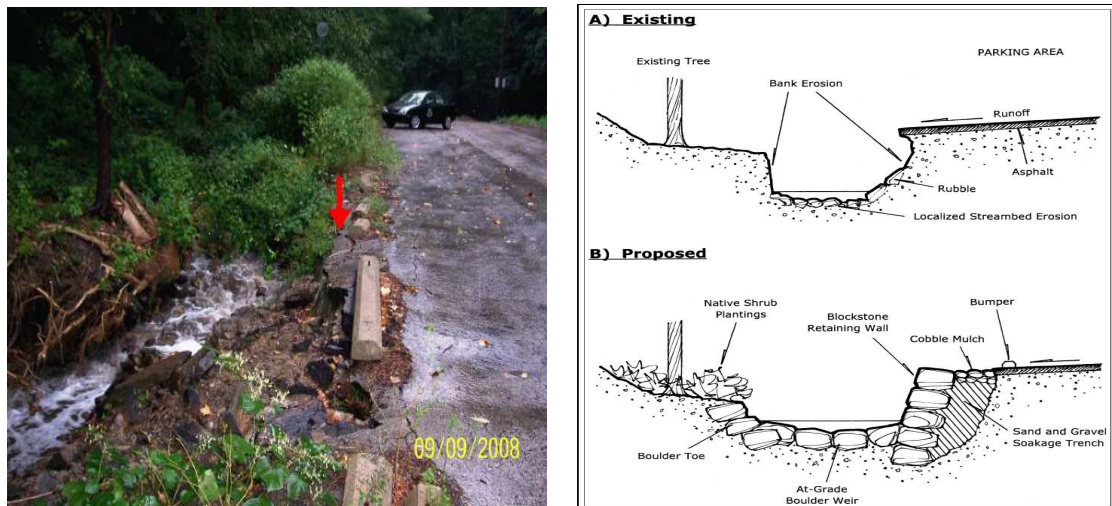 09/09/2008
A) Existing
PARKING AREA
Existing Tree
Bank Erosion
Runoff
Asphalt
Rubble
Localized Streambed Erosion
B) Proposed
Native Shrub
Plantings
Blockstone
Retaining Wall
Bumper
Cobble Mulch
Sand and Gravel
Soakage Trench
Boulder Toe
At-Grade
Boulder Weir